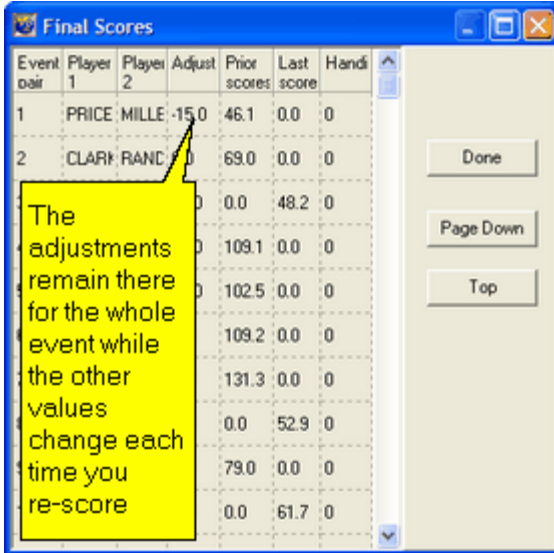 Final Scores
Event pair Player 1 Player 2 Adjust Prior scores Last score Handi
1 PRICE MILLE -15.0 46.1 0.0 0
2 CLARK RAND 69.0 0.0 0
0.0 48.2 0
109.1 0.0 0
102.5 0.0 0
109.2 0.0 0
131.3 0.0 0
0.0 52.9 0
79.0 0.0 0
0.0 61.7 0
The
adjustments
remain there
for the whole
event while
the other
values
change each
time you
re-score
Done
Page Down
Top